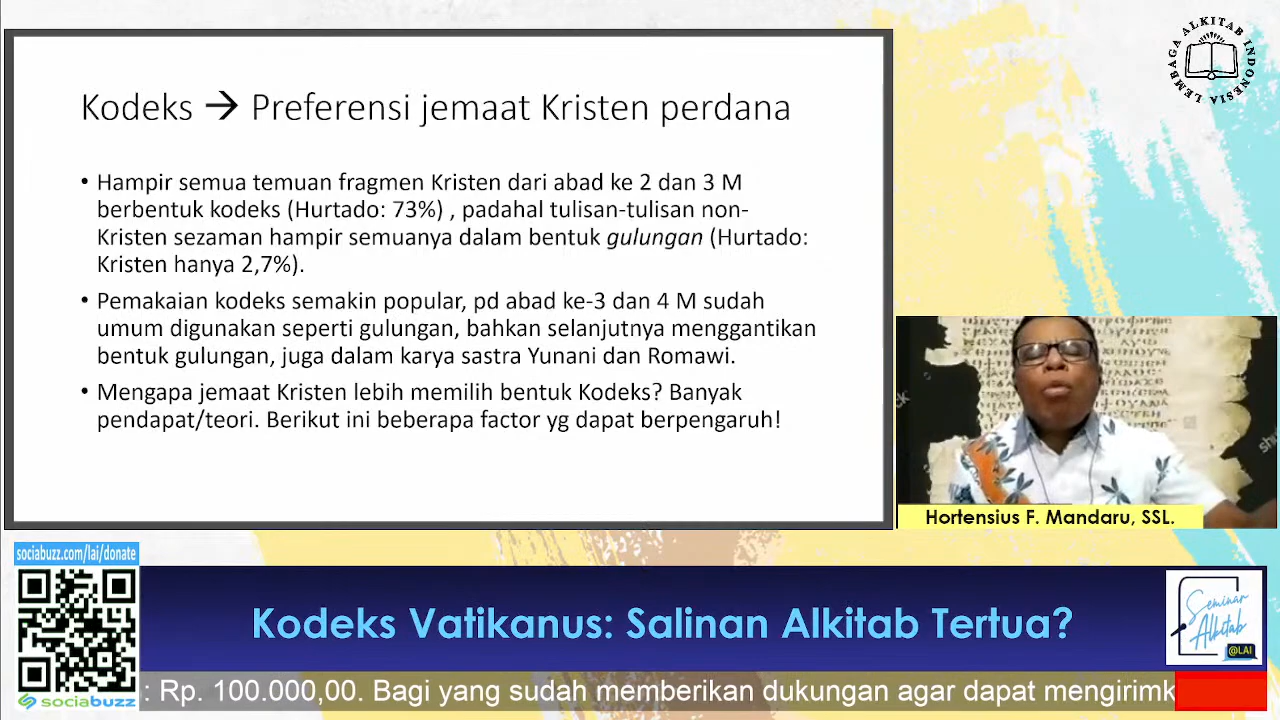 Kodeks → Preferensi jemaat Kristen perdana
• Hampir semua temuan fragmen Kristen dari abad ke 2 dan 3 M
berbentuk kodeks (Hurtado: 73%) , padahal tulisan-tulisan non-
Kristen sezaman hampir semuanya dalam bentuk gulungan (Hurtado:
Kristen hanya 2,7%).
• Pemakaian kodeks semakin popular, pd abad ke-3 dan 4 M sudah
umum digunakan seperti gulungan, bahkan selanjutnya menggantikan
bentuk gulungan, juga dalam karya sastra Yunani dan Romawi.
• Mengapa jemaat Kristen lebih memilih bentuk Kodeks? Banyak
pendapat/teori. Berikut ini beberapa factor yg dapat berpengaruh!
LEMBAGA ALKITAB INDONESIA
Hortensius F. Mandaru, SSL.
sociabuzz.com/lai/donate
Kodeks Vatikanus: Salinan Alkitab Tertua?
Seminar
Alkitab
@LAI
sociabuzz
: Rp. 100.000,00. Bagi yang sudah memberikan dukungan agar dapat mengirimk